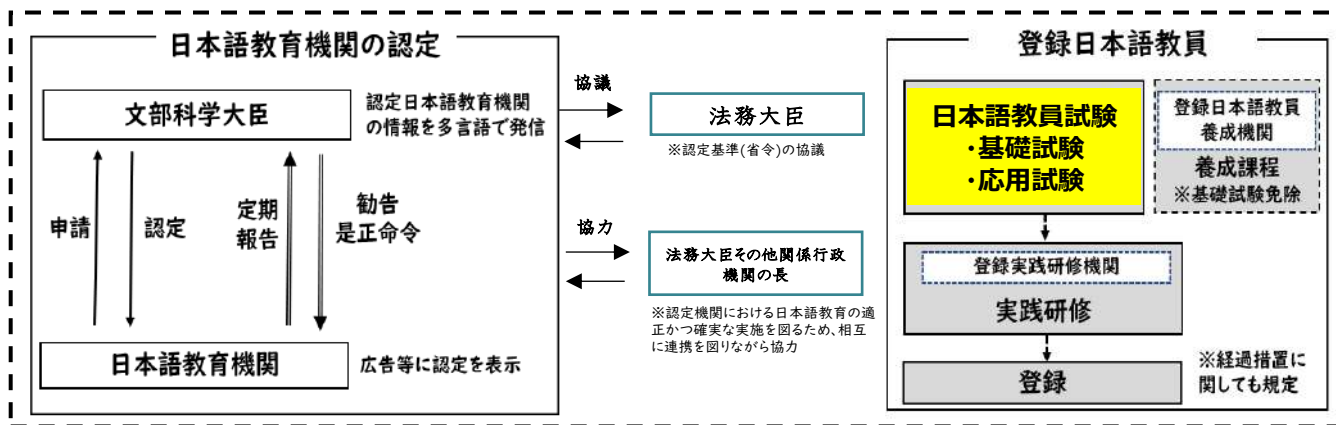 日本語教育機関の認定
文部科学大臣
認定日本語教育機関
の情報を多言語で発信
申請
認定
定期
報告
勧告
是正命令
日本語教育機関
広告等に認定を表示
協議
法務大臣
※認定基準(省令)の協議
協力
法務大臣その他関係行政
機関の長
※認定機関における日本語教育の適
正かつ確実な実施を図るため、相互
に連携を図りながら協力
登録日本語教員
日本語教員試験
・基礎試験
・応用試験
登録日本語教員
養成機関
養成課程
※基礎試験免除
登録実践研修機関
実践研修
登録
※経過措置に
関しても規定